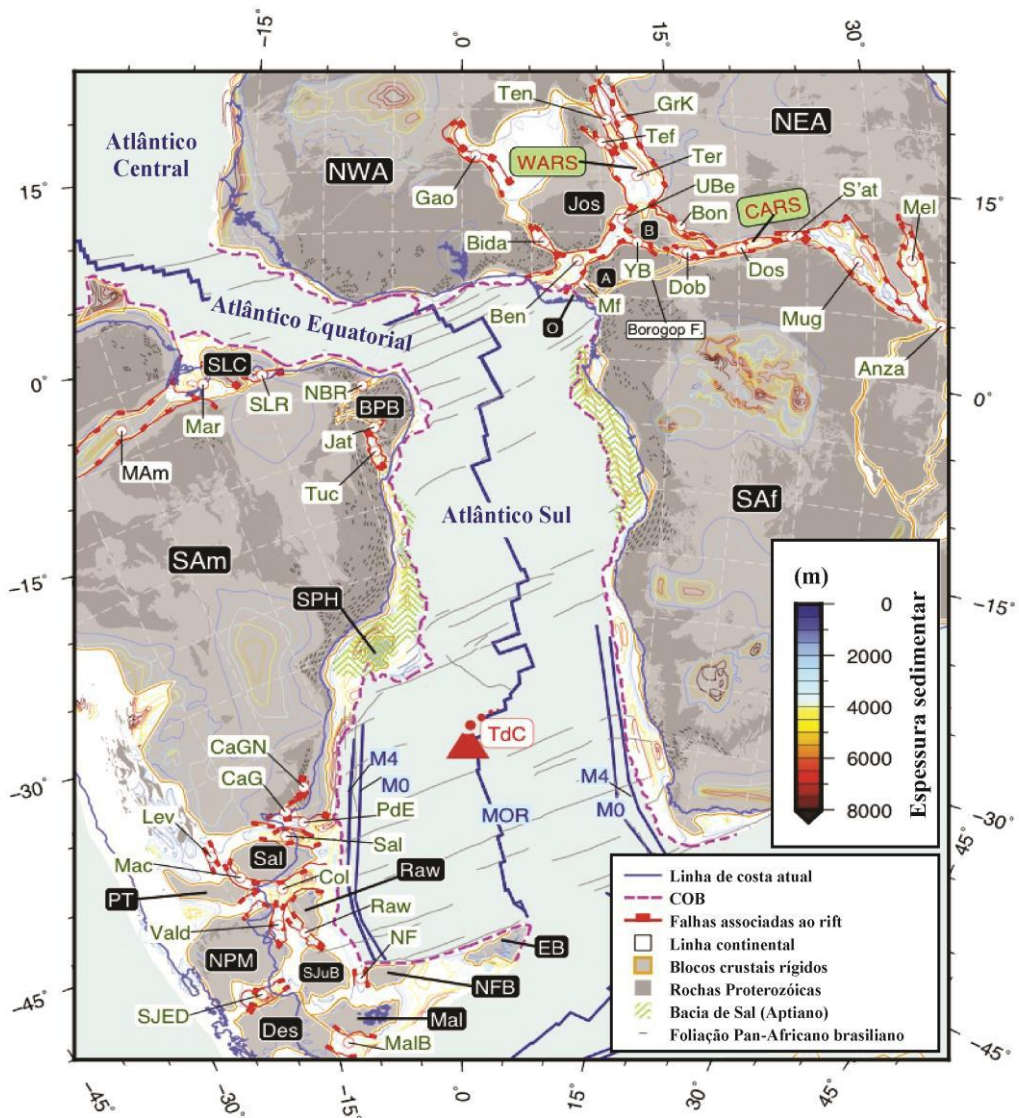 −15°
0°
15°
30°
Atlântico
Central
NWA
NEA
Ten
GrK
Tef
WARS
Ter
UBe
Gao
Jos
Bon
CARS
S'at
Mel
15°
15°
Bida
B
A
YB
Dob
Dos
Mug
Ben
Mf
O
Borogop F.
Anza
Atlântico Equatorial
SLC
SLR
Mar
MAm
NBR
BPB
Jat
Tuc
0°
0°
Atlântico Sul
SAm
SAf
SPH
−15°
−15°
(m)
0
2000
4000
6000
8000
Espessura sedimentar
TdC
CaGN
CaG
M4
M0
PdE
MOR
M4
M0
−30°
−30°
Lev
Sal
Sal
Mac
Col
Raw
PT
Raw
Vald
NF
EB
NPM
SJuB
NFB
SJED
Des
Mal
MalB
45°
45°
−45°
−45°
Linha de costa atual
COB
Falhas associadas ao rift
Linha continental
Blocos crustais rígidos
Rochas Proterozóicas
Bacia de Sal (Aptiano)
Foliação Pan-Africano brasiliano
−45°
−30°
−15°
0°
15°
30°